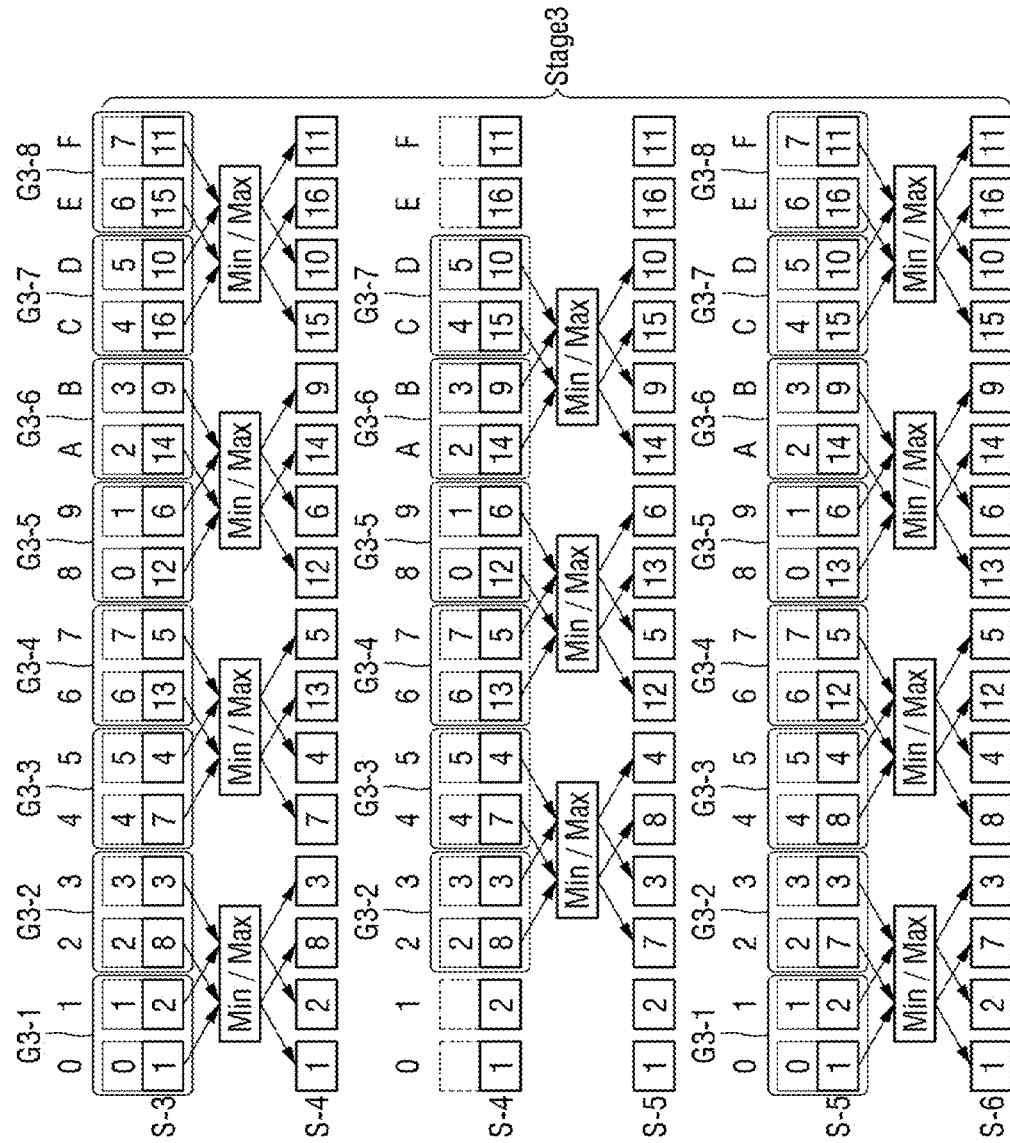 G3-1 G3-2 G3-3 G3-4 G3-5 G3-6 G3-7 G3-8
0 1 2 3 4 5 6 7 8 9 A B C D E F
0 1 2 3 4 5 6 7 0 1 2 3 4 5 6 7
S-3 1 2 8 3 7 4 13 5 12 6 14 9 16 10 15 11
Min / Max Min / Max Min / Max Min / Max
S-4 1 2 8 3 7 4 13 5 12 6 14 9 15 10 16 11
G3-2 G3-3 G3-4 G3-5 G3-6 G3-7
0 1 2 3 4 5 6 7 8 9 A B C D E F
2 3 4 5 6 7 0 1 2 3 4 5
S-4 1 2 8 3 7 4 13 5 12 6 14 9 15 10 16 11
Min / Max Min / Max Min / Max
S-5 1 2 7 3 8 4 12 5 13 6 14 9 15 10 16 11
G3-1 G3-2 G3-3 G3-4 G3-5 G3-6 G3-7 G3-8
0 1 2 3 4 5 6 7 8 9 A B C D E F
0 1 2 3 4 5 6 7 0 1 2 3 4 5 6 7
S-5 1 2 7 3 8 4 12 5 13 6 14 9 15 10 16 11
Min / Max Min / Max Min / Max Min / Max
S-6 1 2 7 3 8 4 12 5 13 6 14 9 15 10 16 11
Stage3